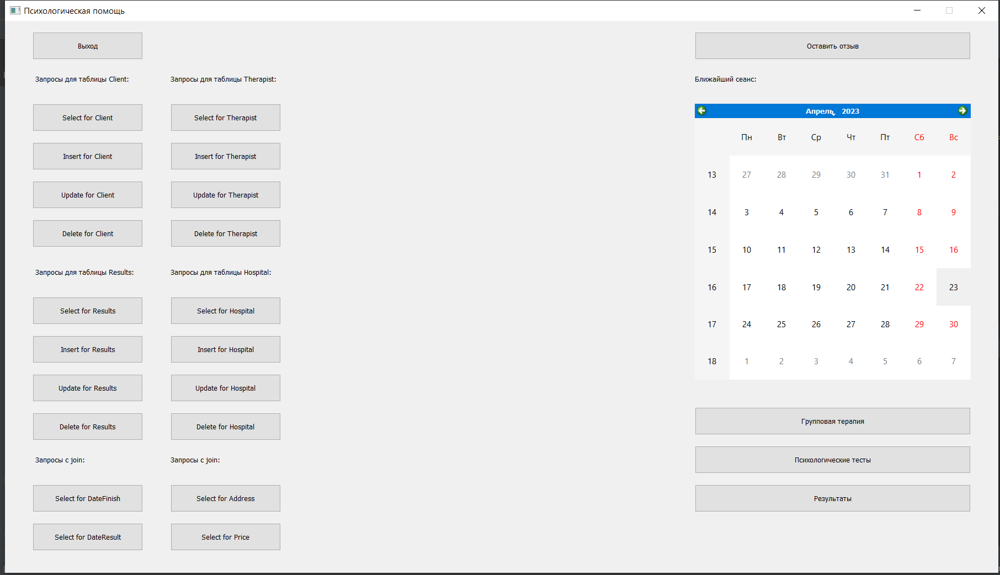 Психологическая помощь
Выход
Оставить отзыв
Запросы для таблицы Client:
Запросы для таблицы Therapist:
Ближайший сеанс:
Select for Client
Select for Therapist
Insert for Client
Insert for Therapist
Update for Client
Update for Therapist
Delete for Client
Delete for Therapist
Запросы для таблицы Results:
Запросы для таблицы Hospital:
Select for Results
Select for Hospital
Insert for Results
Insert for Hospital
Update for Results
Update for Hospital
Delete for Results
Delete for Hospital
Запросы с join:
Запросы с join:
Select for DateFinish
Select for Address
Select for DateResult
Select for Price
Апрель 2023
Пн Вт Ср Чт Пт Сб Вс
13 27 28 29 30 31 1 2
14 3 4 5 6 7 8 9
15 10 11 12 13 14 15 16
16 17 18 19 20 21 22 23
17 24 25 26 27 28 29 30
18 1 2 3 4 5 6 7
Групповая терапия
Психологические тесты
Результаты